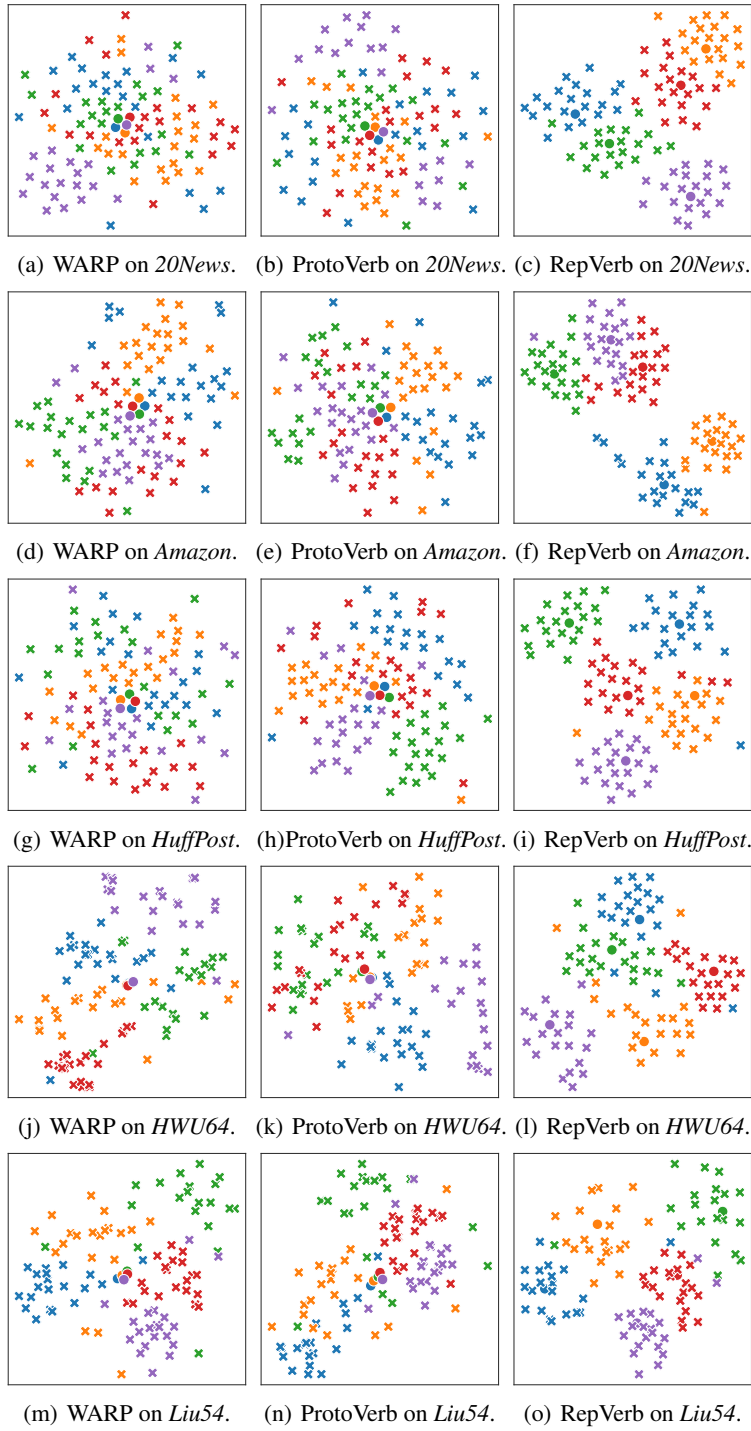 (a) WARP on 20News. (b) ProtoVerb on 20News. (c) RepVerb on 20News.
(d) WARP on Amazon. (e) ProtoVerb on Amazon. (f) RepVerb on Amazon.
(g) WARP on HuffPost. (h)ProtoVerb on HuffPost. (i) RepVerb on HuffPost.
(j) WARP on HWU64. (k) ProtoVerb on HWU64. (l) RepVerb on HWU64.
(m) WARP on Liu54. (n) ProtoVerb on Liu54. (o) RepVerb on Liu54.